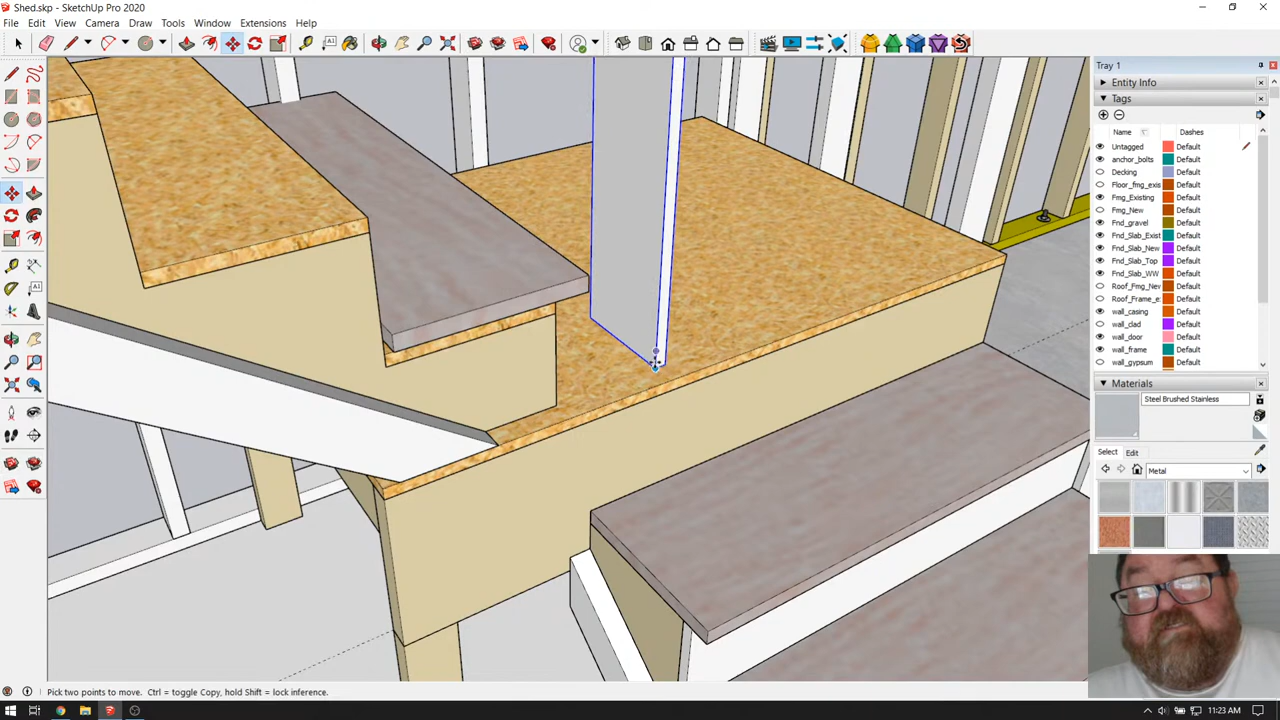 Shed.skp - SketchUp Pro 2020
File Edit View Camera Draw Tools Window Extensions Help
Tray 1
Entity Info
Tags
Name Dashes
Untagged Default
anchor_bolts Default
Decking Default
Floor_fmg_exis Default
Fmg_Existing Default
Fmg_New Default
Fnd_gravel Default
Fnd_Slab_Exist Default
Fnd_Slab_New Default
Fnd_Slab_Top Default
Fnd_Slab_WW Default
Roof_Fmg_Nev Default
Roof_Frame_e: Default
wall_casing Default
wall_clad Default
wall_door Default
wall_frame Default
wall_gypsum Default
Materials
Steel Brushed Stainless
Select Edit
Metal
Pick two points to move. Ctrl = toggle Copy, hold Shift = lock inference.
11:23 AM